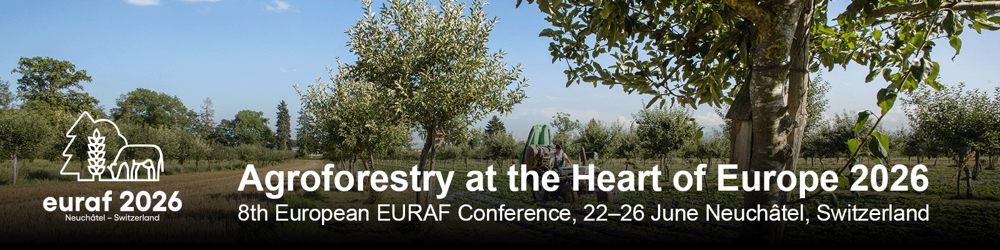 euraf 2026
Neuchâtel – Switzerland
Agroforestry at the Heart of Europe 2026
8th European EURAF Conference, 22–26 June Neuchâtel, Switzerland